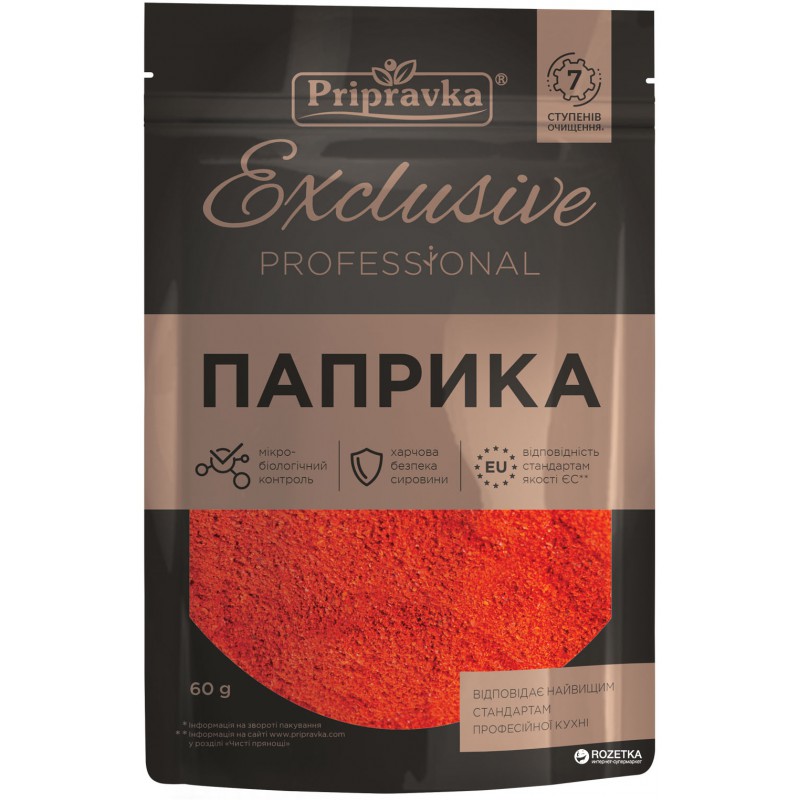 Pripravka®
7
СТУПЕНІВ
ОЧИЩЕННЯ*
Exclusive
PROFESSIONAL
ПАПРИКА
мікро-
біологічний
контроль
харчова
безпека
сировини
EU
відповідність
стандартам
якості ЄС**
60 g
* Інформація на звороті пакування
** Інформація на сайті www.pripravka.com
у розділі «Чисті прянощі»
ВІДПОВІДАЄ НАЙВИЩИМ
СТАНДАРТАМ
ПРОФЕСІЙНОЇ КУХНІ
ROZETKA
интернет-супермаркет